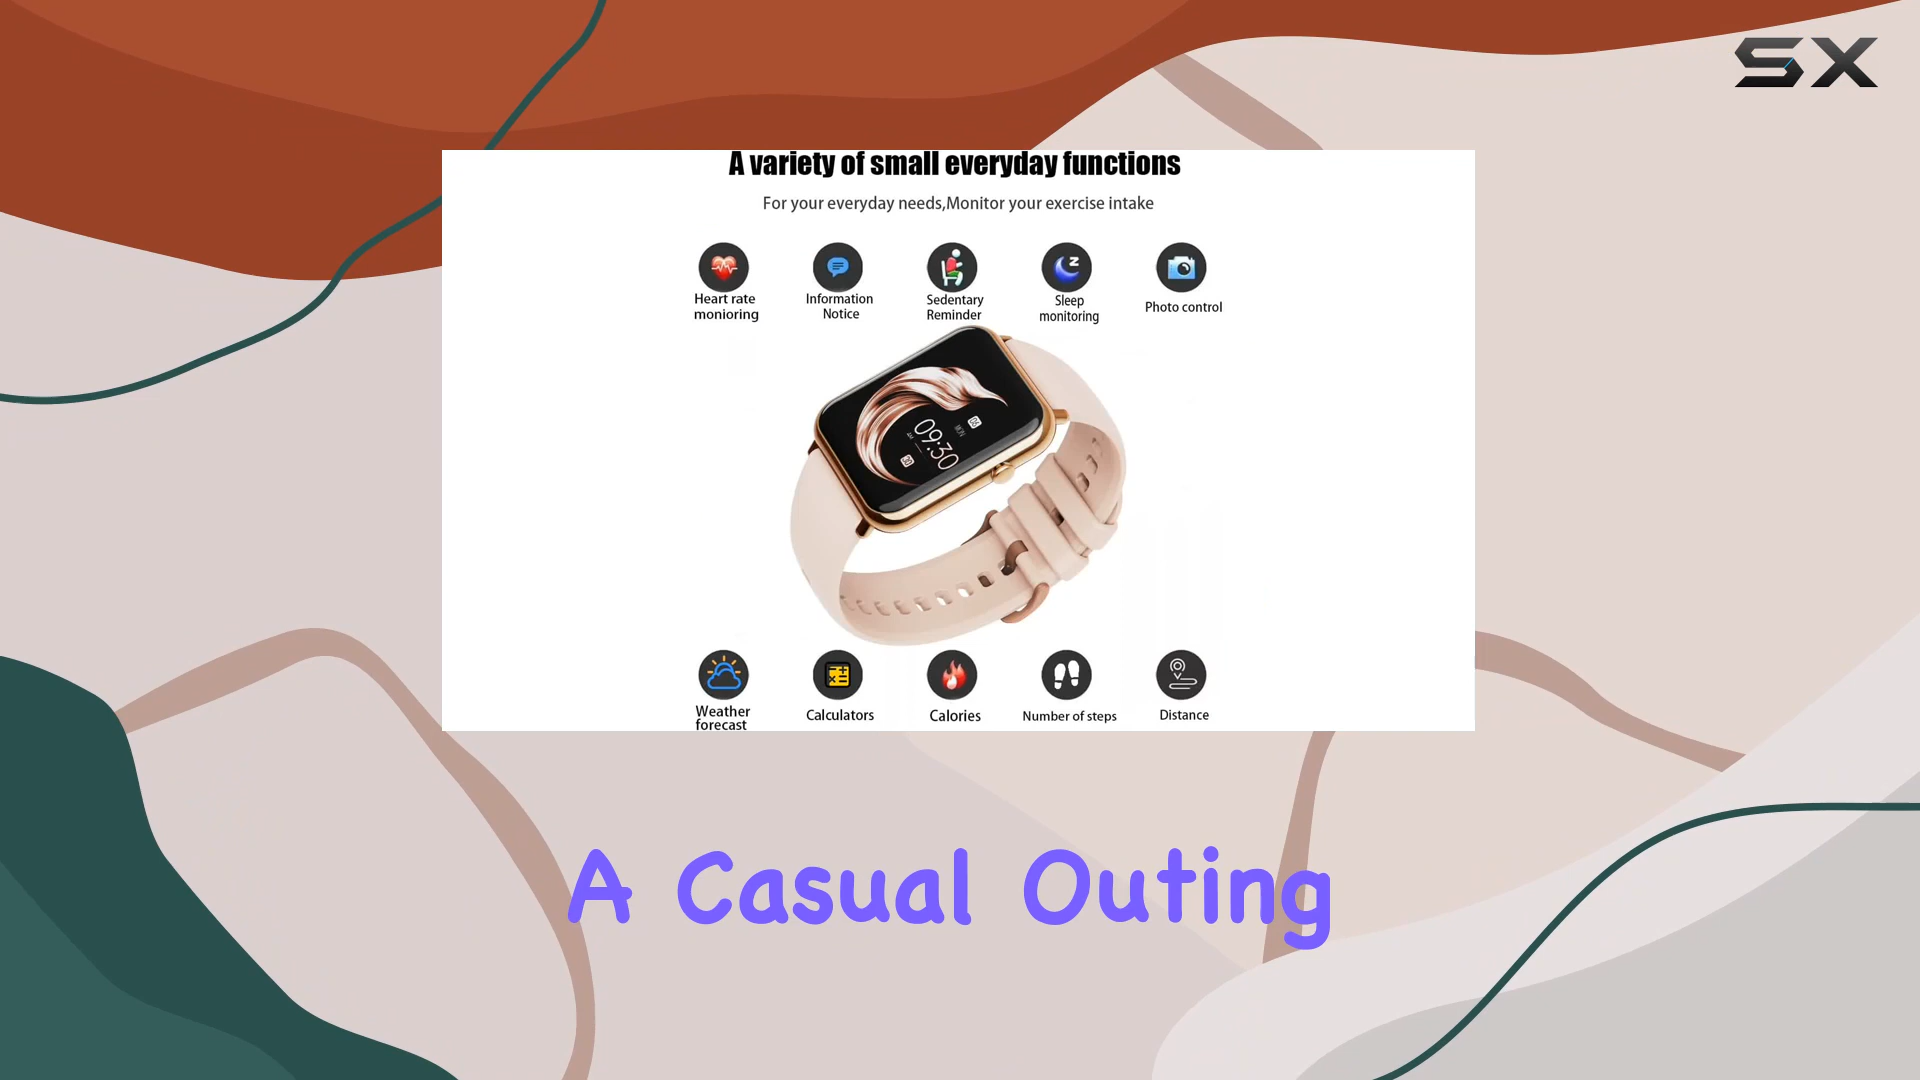 SX
A variety of small everyday functions
For your everyday needs,Monitor your exercise intake
Heart rate
monioring
Information
Notice
Sedentary
Reminder
Sleep
monitoring
Photo control
09:30
Weather
forecast
Calculators
Calories
Number of steps
Distance
A Casual Outing